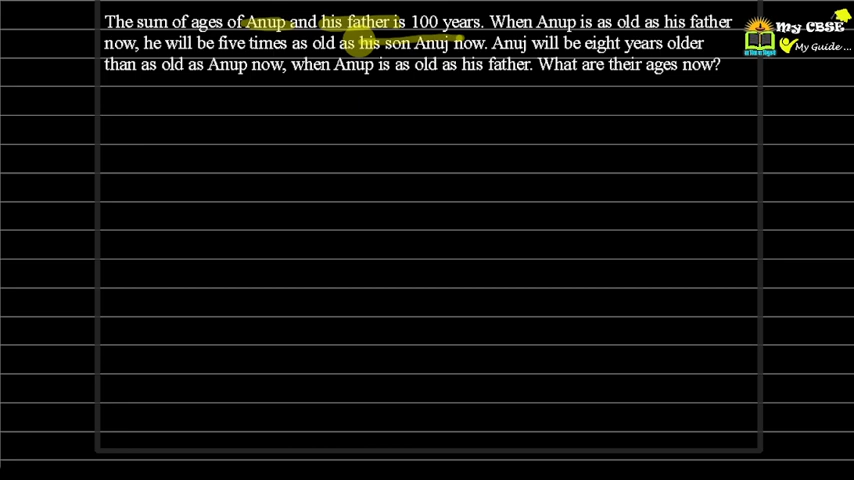 The sum of ages of Anup and his father is 100 years. When Anup is as old as his father
now, he will be five times as old as his son Anuj now. Anuj will be eight years older
than as old as Anup now, when Anup is as old as his father. What are their ages now?
My CBSE
My Guide ...